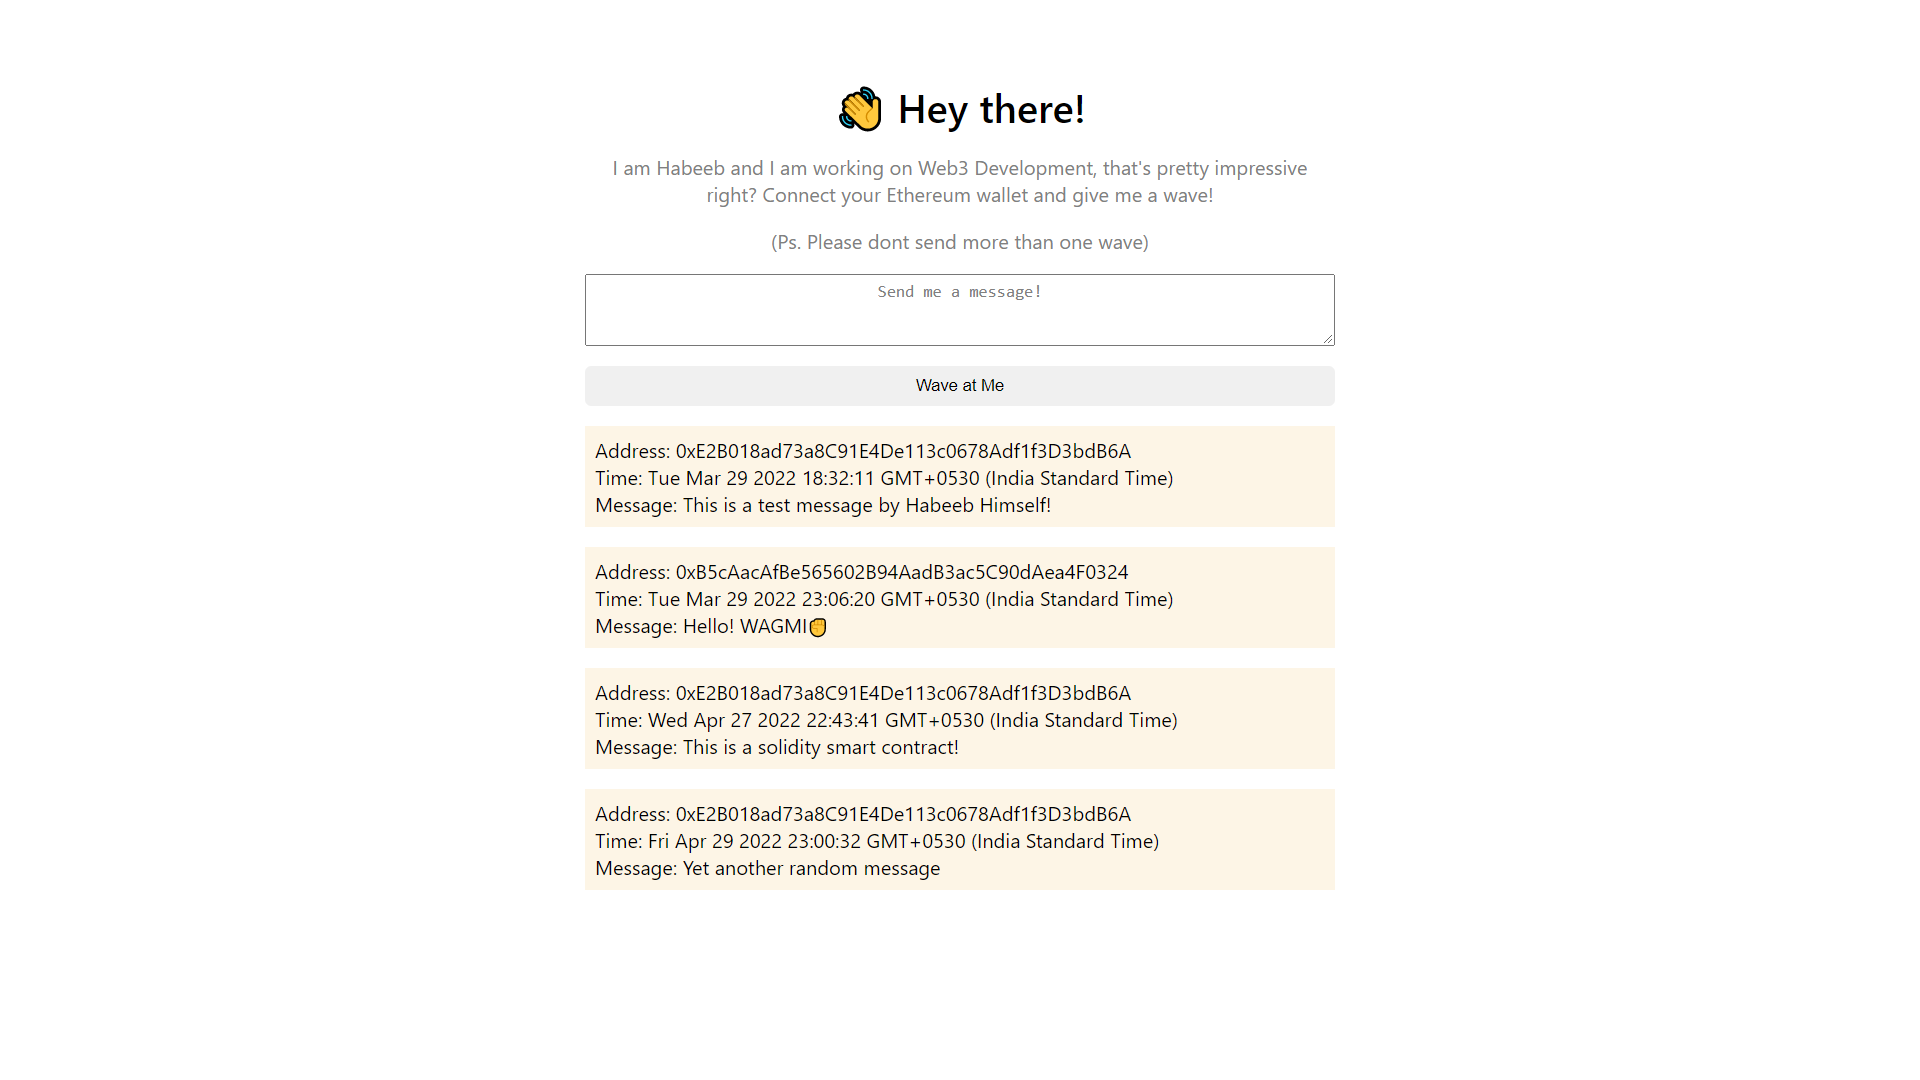 👋 Hey there!
I am Habeeb and I am working on Web3 Development, that's pretty impressive
right? Connect your Ethereum wallet and give me a wave!
(Ps. Please dont send more than one wave)
Send me a message!
Wave at Me
Address: 0xE2B018ad73a8C91E4De113c0678Adf1f3D3bdB6A
Time: Tue Mar 29 2022 18:32:11 GMT+0530 (India Standard Time)
Message: This is a test message by Habeeb Himself!
Address: 0xB5cAacAfBe565602B94AadB3ac5C90dAea4F0324
Time: Tue Mar 29 2022 23:06:20 GMT+0530 (India Standard Time)
Message: Hello! WAGMI✊
Address: 0xE2B018ad73a8C91E4De113c0678Adf1f3D3bdB6A
Time: Wed Apr 27 2022 22:43:41 GMT+0530 (India Standard Time)
Message: This is a solidity smart contract!
Address: 0xE2B018ad73a8C91E4De113c0678Adf1f3D3bdB6A
Time: Fri Apr 29 2022 23:00:32 GMT+0530 (India Standard Time)
Message: Yet another random message